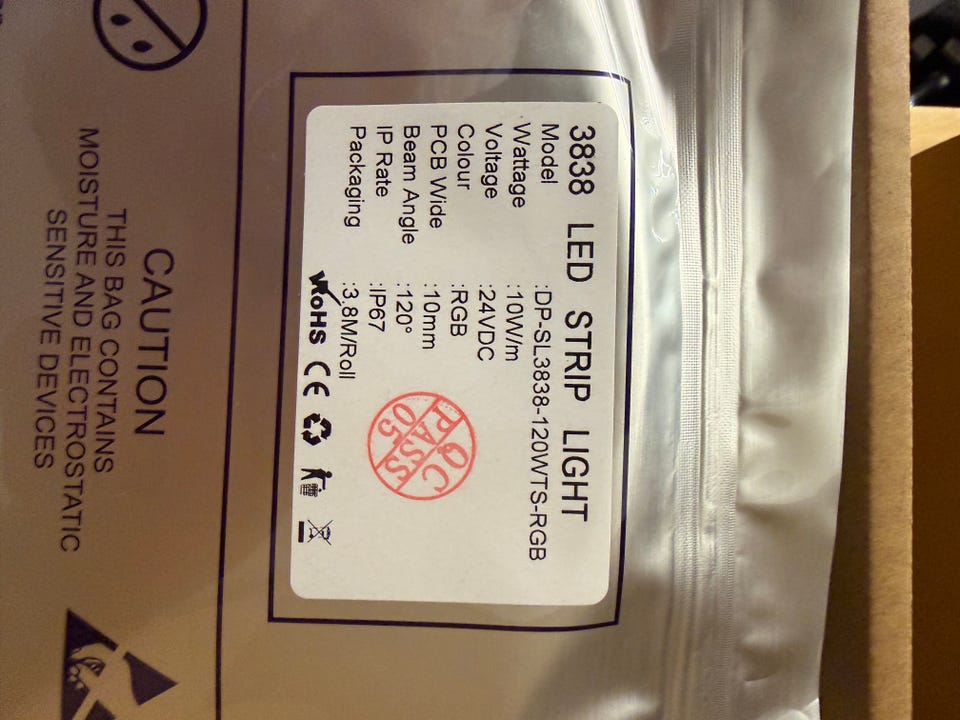 3838 LED STRIP LIGHT
Model :DP-SL3838-120WTS-RGB
Wattage :10W/m
Voltage :24VDC
Colour :RGB
PCB Wide :10mm
Beam Angle :120°
IP Rate :IP67
Packaging :3.8M/Roll
RoHS CE
QC
PASS
05
CAUTION
THIS BAG CONTAINS
MOISTURE AND ELECTROSTATIC
SENSITIVE DEVICES